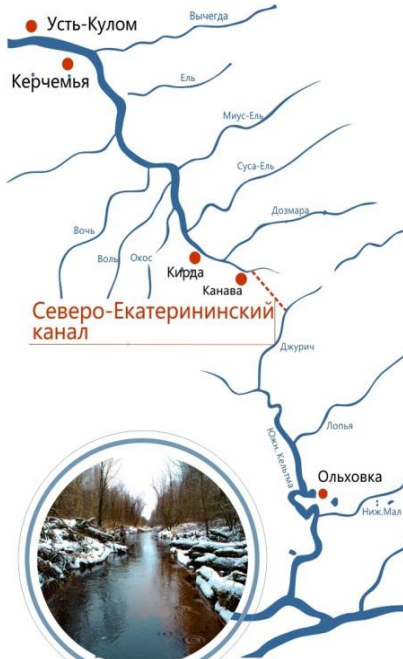 Усть-Кулом
Вычегда
Керчемья
Ель
Миус-Ель
Суса-Ель
Дозмара
Вочь
Воль
Окос
Кирда
Канава
Северо-Екатерининский
канал
Джурич
Лопья
Южн. Кельтма
Ольховка
Ниж.Мал